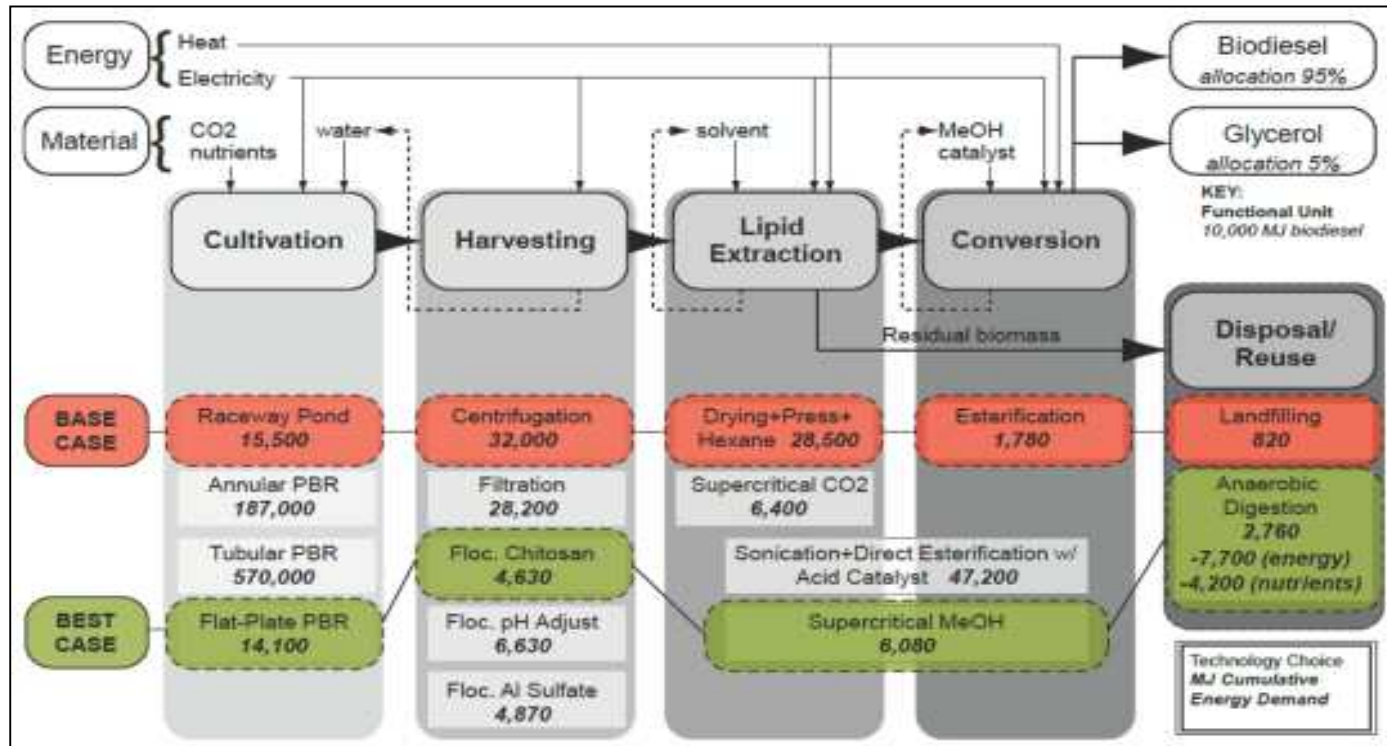 Energy
Heat
Electricity
Material
CO2
nutrients
water
solvent
MeOH
catalyst
Biodiesel
allocation 95%
Glycerol
allocation 5%
KEY:
Functional Unit
10,000 MJ biodiesel
Cultivation
Harvesting
Lipid
Extraction
Conversion
Residual biomass
Disposal/
Reuse
BASE
CASE
Raceway Pond
15,500
Centrifugation
32,000
Drying+Press+
Hexane 28,500
Esterification
1,780
Landfilling
820
Annular PBR
187,000
Filtration
28,200
Supercritical CO2
6,400
Anaerobic
Digestion
2,760
-7,700 (energy)
-4,200 (nutrients)
Tubular PBR
570,000
Floc. Chitosan
4,630
Sonication+Direct Esterification w/
Acid Catalyst 47,200
BEST
CASE
Flat-Plate PBR
14,100
Floc. pH Adjust
6,630
Supercritical MeOH
6,080
Floc. Al Sulfate
4,870
Technology Choice
MJ Cumulative
Energy Demand